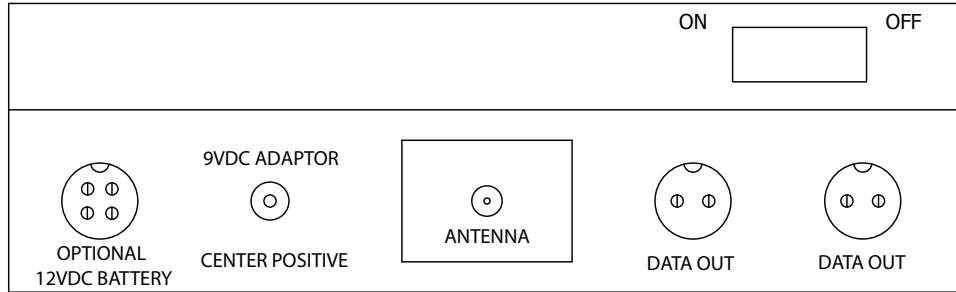 ON OFF
9VDC ADAPTOR
OPTIONAL
12VDC BATTERY
CENTER POSITIVE
ANTENNA
DATA OUT
DATA OUT